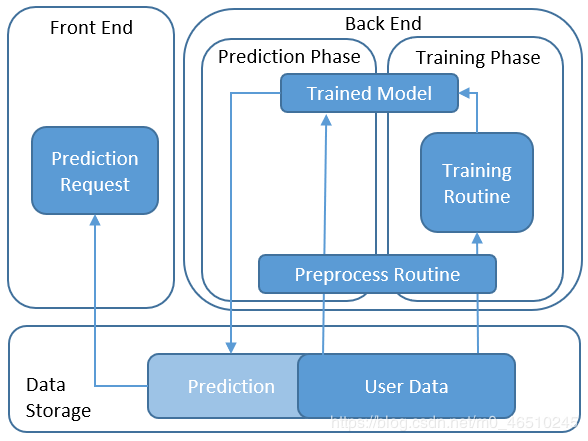 Front End
Back End
Prediction Phase
Training Phase
Trained Model
Prediction
Request
Training
Routine
Preprocess Routine
Data
Storage
Prediction
User Data
https://blog.csdn.net/m0_46510245